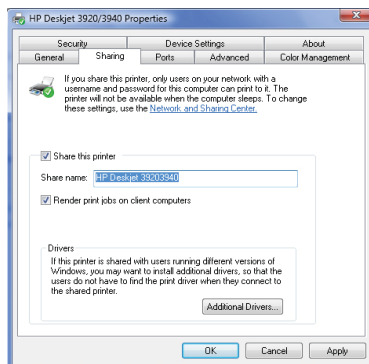 HP Deskjet 3920/3940 Properties
Security
Device Settings
About
General
Sharing
Ports
Advanced
Color Management
If you share this printer, only users on your network with a
username and password for this computer can print to it. The
printer will not be available when the computer sleeps. To change
these settings, use the Network and Sharing Center.
Share this printer
Share name: HP Deskjet 39203940
Render print jobs on client computers
Drivers
If this printer is shared with users running different versions of
Windows, you may want to install additional drivers, so that the
users do not have to find the print driver when they connect to
the shared printer.
Additional Drivers...
OK
Cancel
Apply